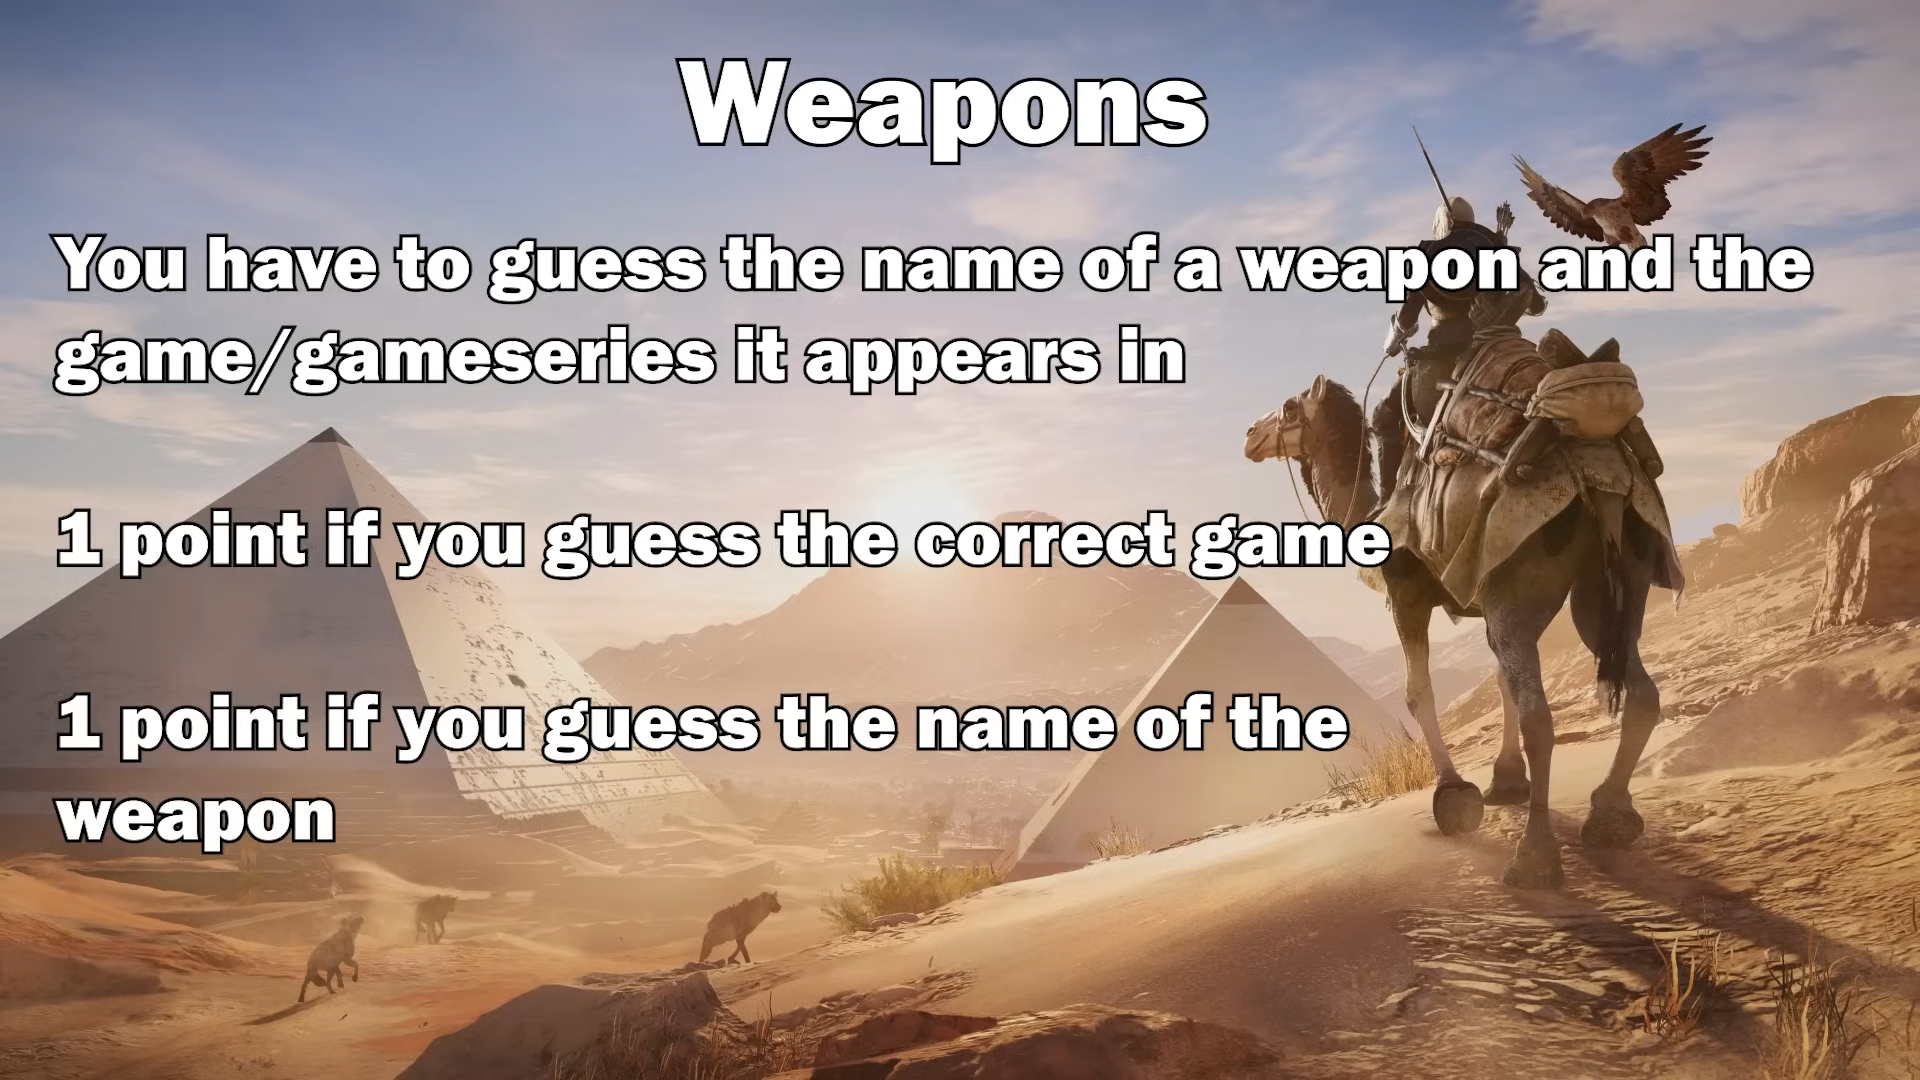 Weapons
You have to guess the name of a weapon and the
game/gameseries it appears in
1 point if you guess the correct game
1 point if you guess the name of the
weapon